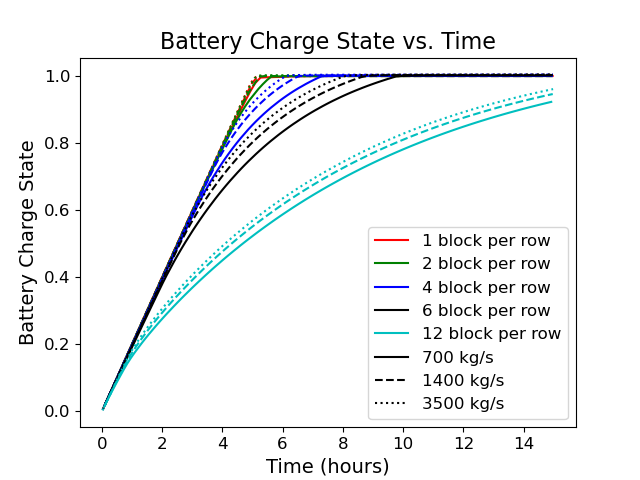 Battery Charge State vs. Time
Battery Charge State
1.0
0.8
0.6
0.4
0.2
0.0
1 block per row
2 block per row
4 block per row
6 block per row
12 block per row
700 kg/s
1400 kg/s
3500 kg/s
0 2 4 6 8 10 12 14
Time (hours)